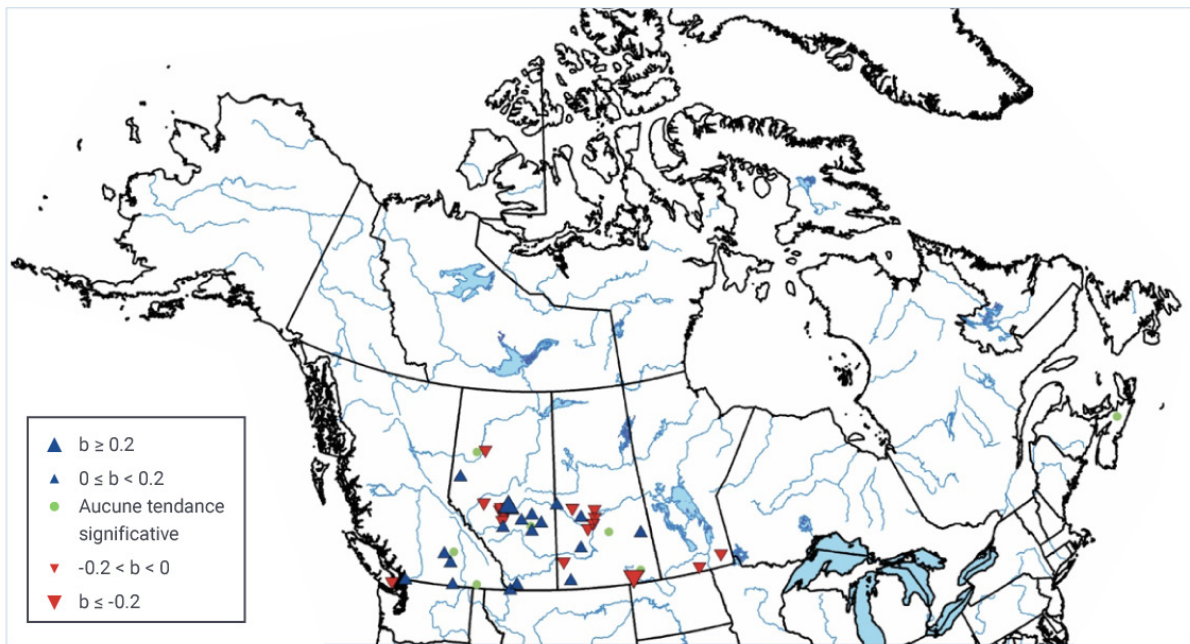 b ≥ 0.2
0 ≤ b < 0.2
Aucune tendance
significative
-0.2 < b < 0
b ≤ -0.2